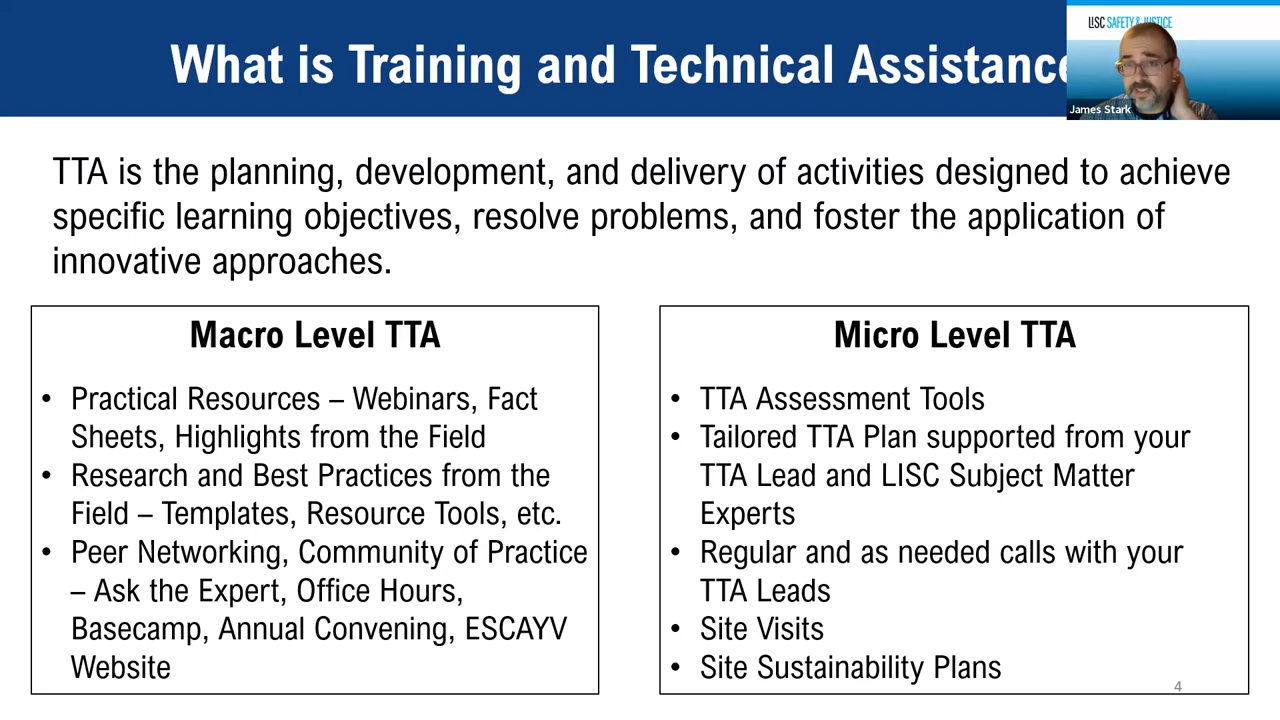 What is Training and Technical Assistance
LISC SAFETY & JUSTICE
James Stark
TTA is the planning, development, and delivery of activities designed to achieve
specific learning objectives, resolve problems, and foster the application of
innovative approaches.
Macro Level TTA
• Practical Resources – Webinars, Fact
Sheets, Highlights from the Field
• Research and Best Practices from the
Field – Templates, Resource Tools, etc.
• Peer Networking, Community of Practice
– Ask the Expert, Office Hours,
Basecamp, Annual Convening, ESCAYV
Website
Micro Level TTA
• TTA Assessment Tools
• Tailored TTA Plan supported from your
TTA Lead and LISC Subject Matter
Experts
• Regular and as needed calls with your
TTA Leads
• Site Visits
• Site Sustainability Plans
4